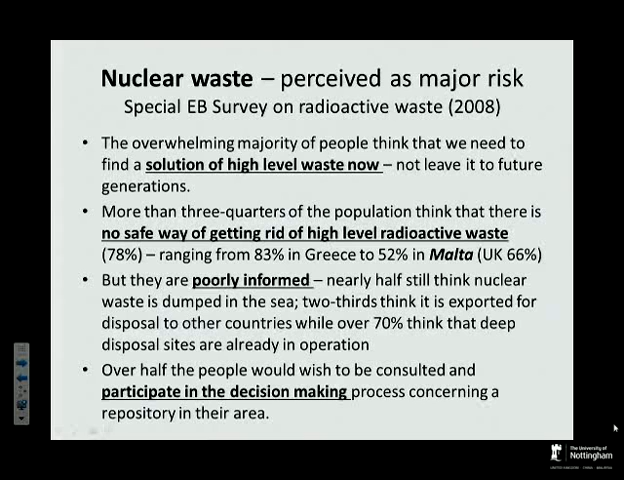 Nuclear waste – perceived as major risk
Special EB Survey on radioactive waste (2008)
• The overwhelming majority of people think that we need to
find a solution of high level waste now – not leave it to future
generations.
• More than three-quarters of the population think that there is
no safe way of getting rid of high level radioactive waste
(78%) – ranging from 83% in Greece to 52% in Malta (UK 66%)
• But they are poorly informed – nearly half still think nuclear
waste is dumped in the sea; two-thirds think it is exported for
disposal to other countries while over 70% think that deep
disposal sites are already in operation
• Over half the people would wish to be consulted and
participate in the decision making process concerning a
repository in their area.
The University of
Nottingham